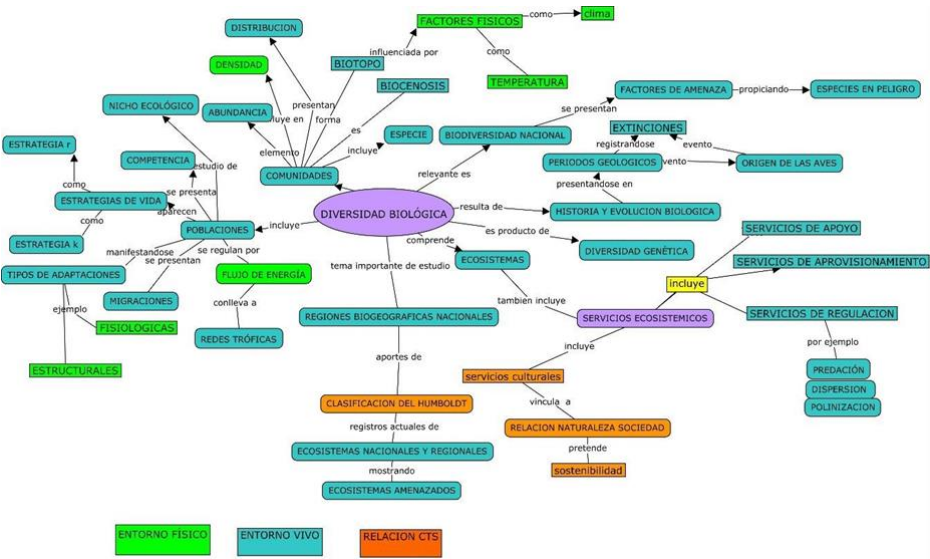 DISTRIBUCION
FACTORES FISICOS
como
clima
influenciada por
como
DENSIDAD
BIOTOPO
TEMPERATURA
BIOCENOSIS
FACTORES DE AMENAZA
propiciando
ESPECIES EN PELIGRO
NICHO ECOLÓGICO
ABUNDANCIA
presentan
forma
se presentan
EXTINCIONES
es
ESPECIE
BIODIVERSIDAD NACIONAL
registrandose
evento
ESTRATEGIA r
COMPETENCIA
estudio de
elemento
incluye
PERIODOS GEOLOGICOS
vento
ORIGEN DE LAS AVES
COMUNIDADES
relevante es
presentandose en
como
se presenta
ESTRATEGIAS DE VIDA
aparecen
DIVERSIDAD BIOLÓGICA
resulta de
HISTORIA Y EVOLUCION BIOLOGICA
como
POBLACIONES
incluye
es producto de
SERVICIOS DE APOYO
ESTRATEGIA k
manifestandose
se regulan por
comprende
DIVERSIDAD GENÉTICA
se presentan
ECOSISTEMAS
SERVICIOS DE APROVISIONAMIENTO
TIPOS DE ADAPTACIONES
FLUJO DE ENERGÍA
tema importante de estudio
incluye
MIGRACIONES
conlleva a
tambien incluye
ejemplo
REGIONES BIOGEOGRAFICAS NACIONALES
SERVICIOS ECOSISTEMICOS
SERVICIOS DE REGULACION
FISIOLOGICAS
REDES TRÓFICAS
incluye
por ejemplo
aportes de
ESTRUCTURALES
servicios culturales
PREDACIÓN
DISPERSION
vincula a
CLASIFICACION DEL HUMBOLDT
POLINIZACION
registros actuales de
RELACION NATURALEZA SOCIEDAD
ECOSISTEMAS NACIONALES Y REGIONALES
pretende
mostrando
sostenibilidad
ECOSISTEMAS AMENAZADOS
ENTORNO FÍSICO
ENTORNO VIVO
RELACION CTS